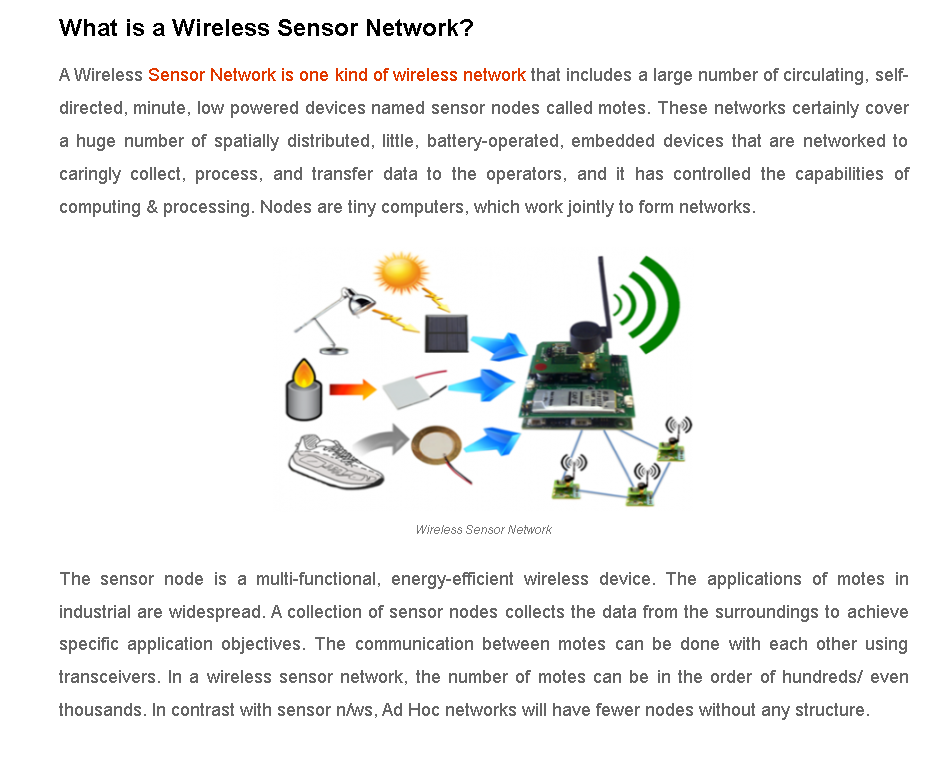 What is a Wireless Sensor Network?
A Wireless Sensor Network is one kind of wireless network that includes a large number of circulating, self-
directed, minute, low powered devices named sensor nodes called motes. These networks certainly cover
a huge number of spatially distributed, little, battery-operated, embedded devices that are networked to
caringly collect, process, and transfer data to the operators, and it has controlled the capabilities of
computing & processing. Nodes are tiny computers, which work jointly to form networks.
Wireless Sensor Network
The sensor node is a multi-functional, energy-efficient wireless device. The applications of motes in
industrial are widespread. A collection of sensor nodes collects the data from the surroundings to achieve
specific application objectives. The communication between motes can be done with each other using
transceivers. In a wireless sensor network, the number of motes can be in the order of hundreds/ even
thousands. In contrast with sensor n/ws, Ad Hoc networks will have fewer nodes without any structure.